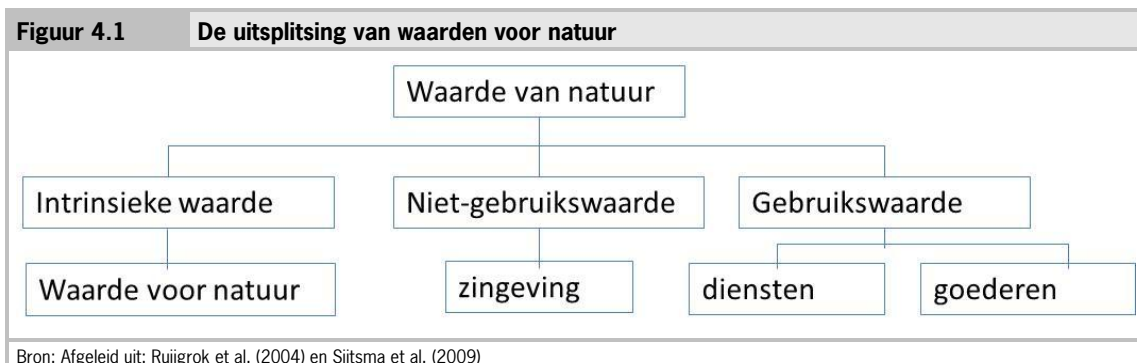 Figuur 4.1 De uitsplitsing van waarden voor natuur
Waarde van natuur
Intrinsieke waarde Niet-gebruikswaarde Gebruikswaarde
Waarde voor natuur zingeving diensten goederen
Bron: Afgeleid uit: Ruijgrok et al. (2004) en Sijtsma et al. (2009)